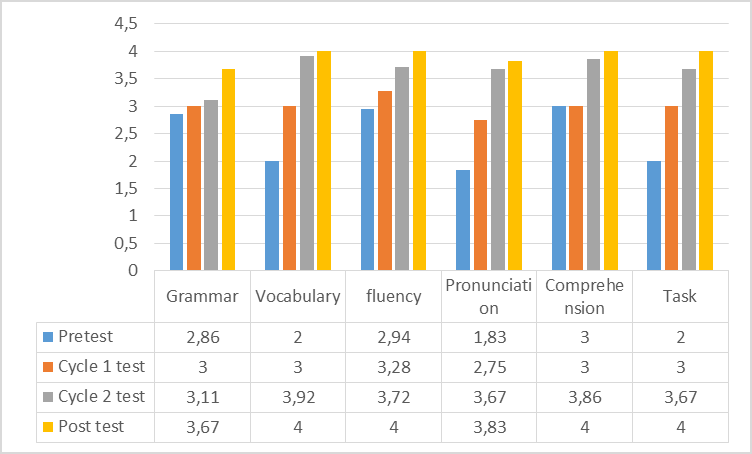 4,5
4
3,5
3
2,5
2
1,5
1
0,5
0
Grammar Vocabulary fluency Pronunciati Comprehe Task
on nsion
Pretest 2,86 2 2,94 1,83 3 2
Cycle 1 test 3 3 3,28 2,75 3 3
Cycle 2 test 3,11 3,92 3,72 3,67 3,86 3,67
Post test 3,67 4 4 3,83 4 4